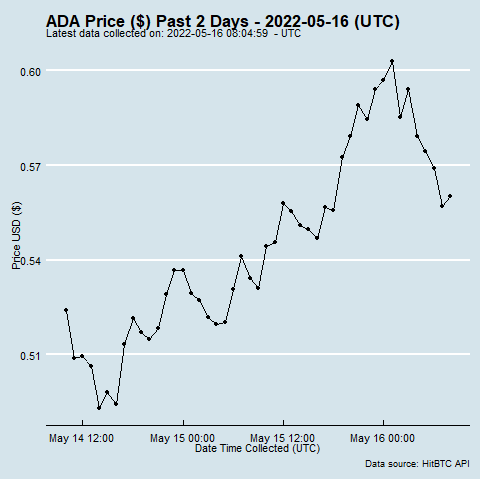 ADA Price ($) Past 2 Days - 2022-05-16 (UTC)
Latest data collected on: 2022-05-16 08:04:59 - UTC
0.60
0.57
0.54
0.51
Price USD ($)
May 14 12:00
May 15 00:00
May 15 12:00
May 16 00:00
Date Time Collected (UTC)
Data source: HitBTC API